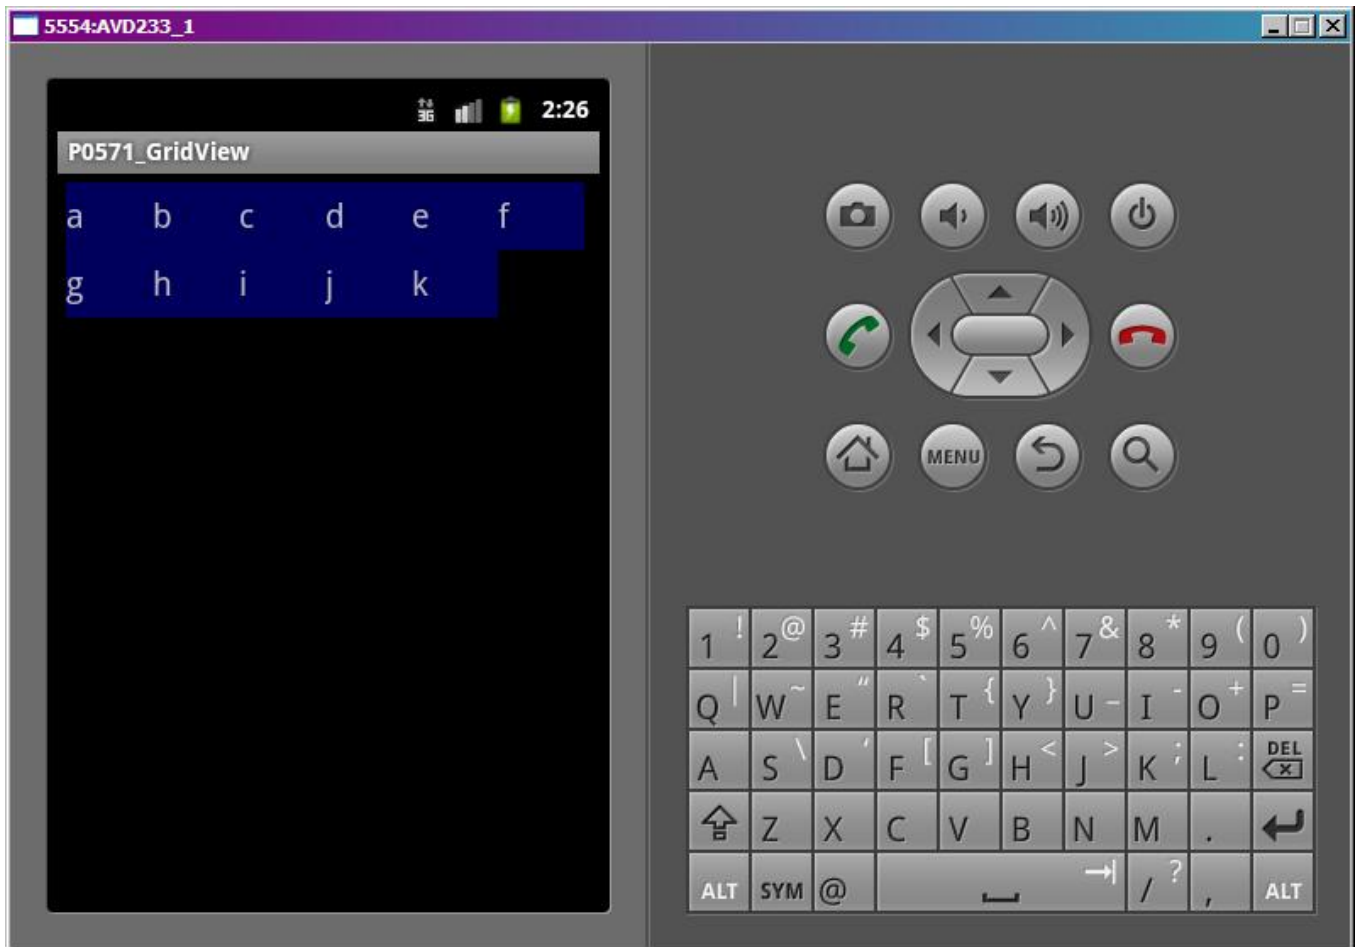 5554:AVD233_1
3G 2:26
P0571_GridView
a b c d e f
g h i j k
MENU
1 ! 2 @ 3 # 4 $ 5 % 6 ^ 7 & 8 * 9 ( 0 )
Q | W ~ E “ R ` T { Y } U _ I - O + P =
A S \ D ‘ F [ G ] H < J > K ; L : DEL
Z X C V B N M .
ALT SYM @ / ? , ALT